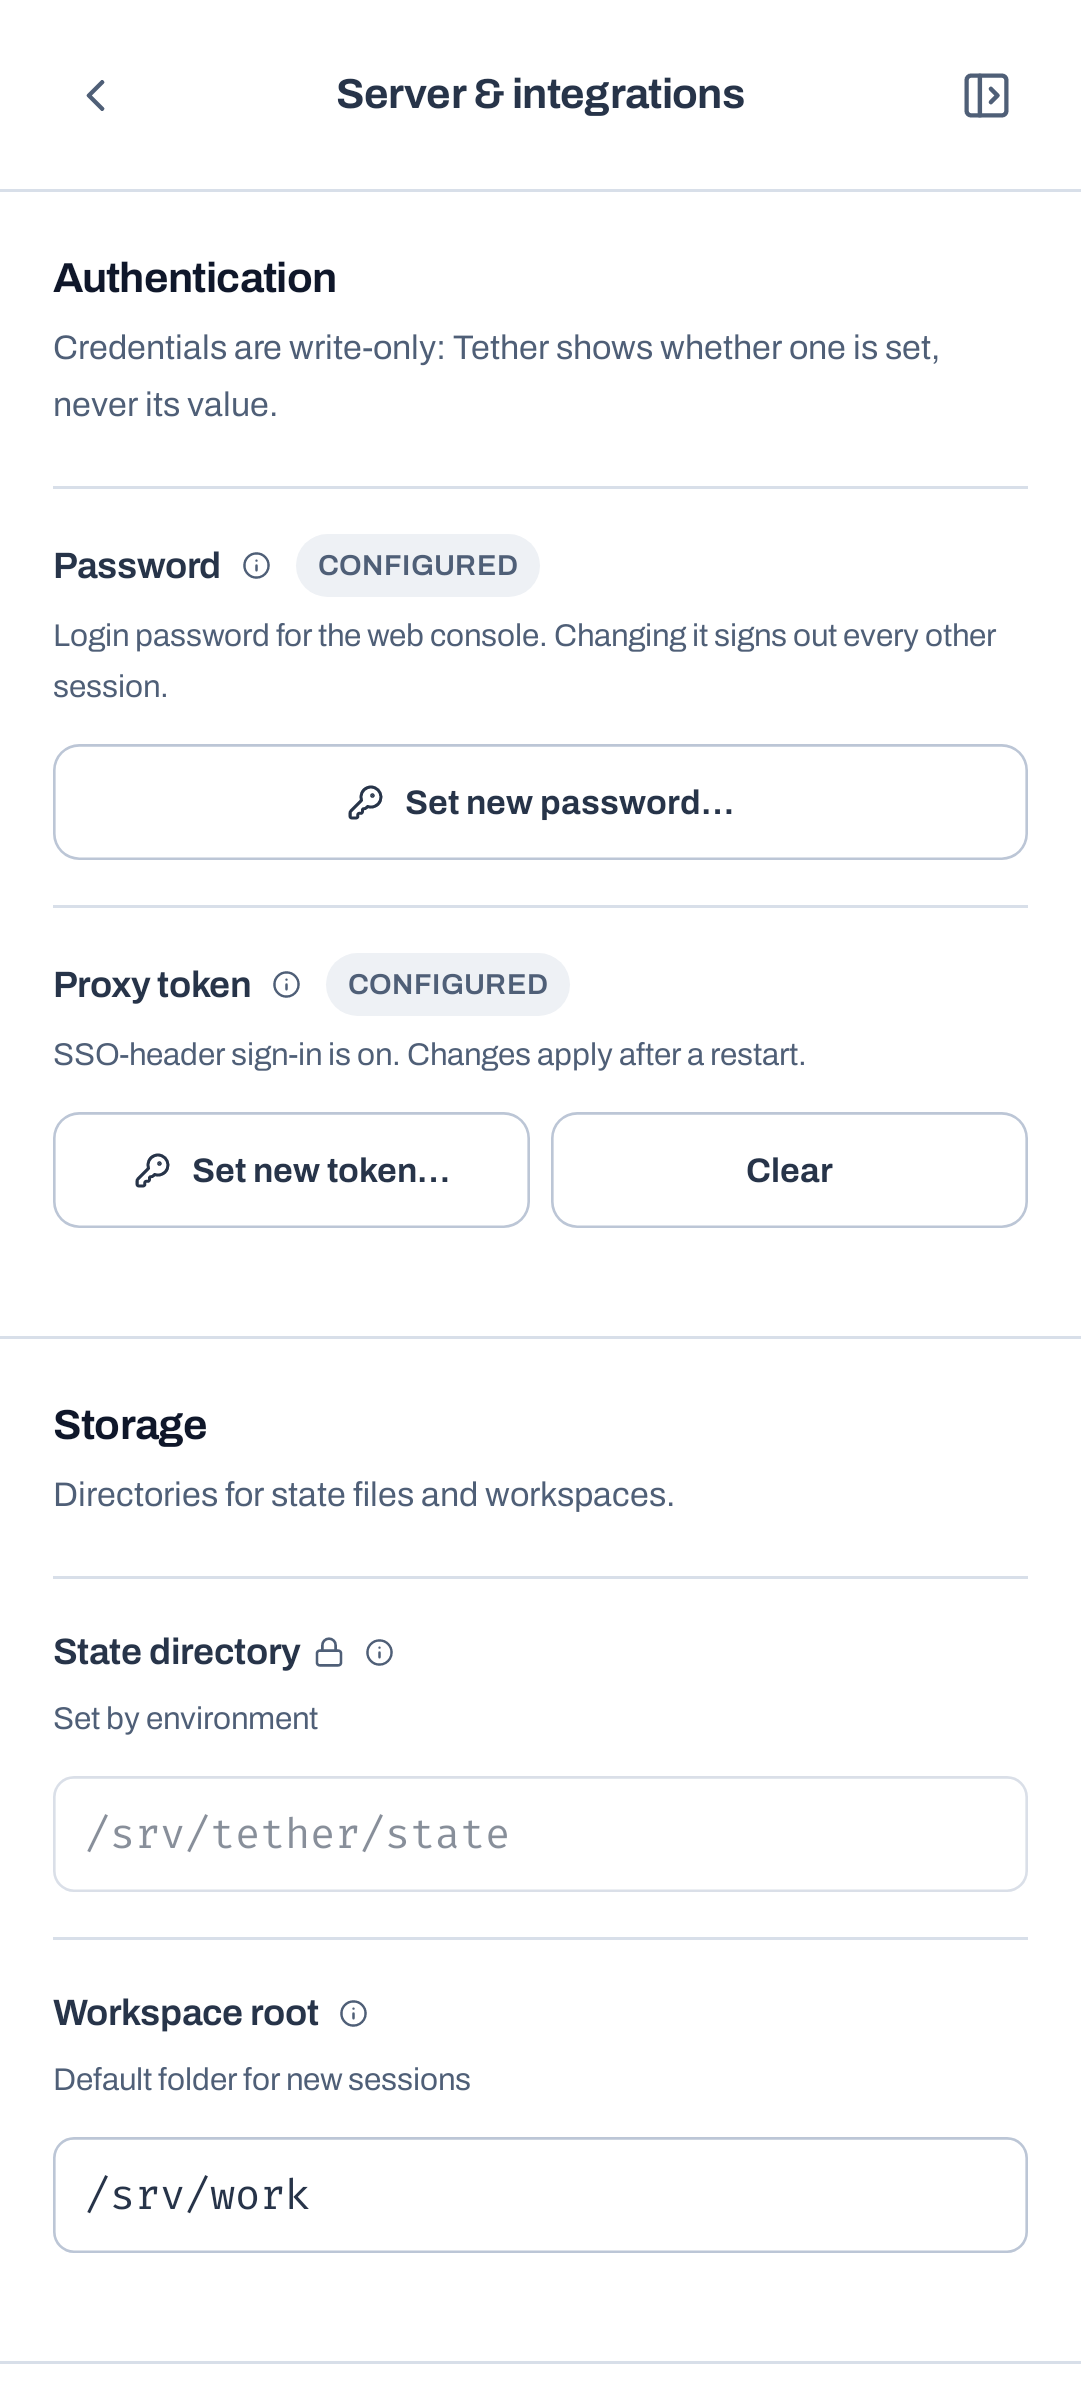 Server & integrations
Authentication
Credentials are write-only: Tether shows whether one is set,
never its value.
Password CONFIGURED
Login password for the web console. Changing it signs out every other
session.
Set new password...
Proxy token CONFIGURED
SSO-header sign-in is on. Changes apply after a restart.
Set new token... Clear
Storage
Directories for state files and workspaces.
State directory
Set by environment
/srv/tether/state
Workspace root
Default folder for new sessions
/srv/work